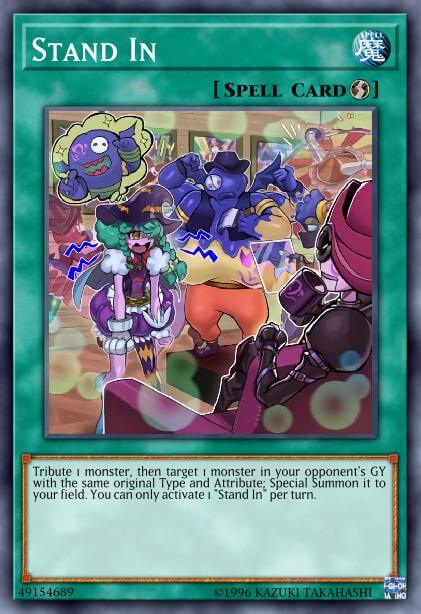 Stand In
[Spell Card]
Tribute 1 monster, then target 1 monster in your opponent's GY
with the same original Type and Attribute; Special Summon it to
your field. You can only activate 1 "Stand In" per turn.
49154689
©1996 KAZUKI TAKAHASHI